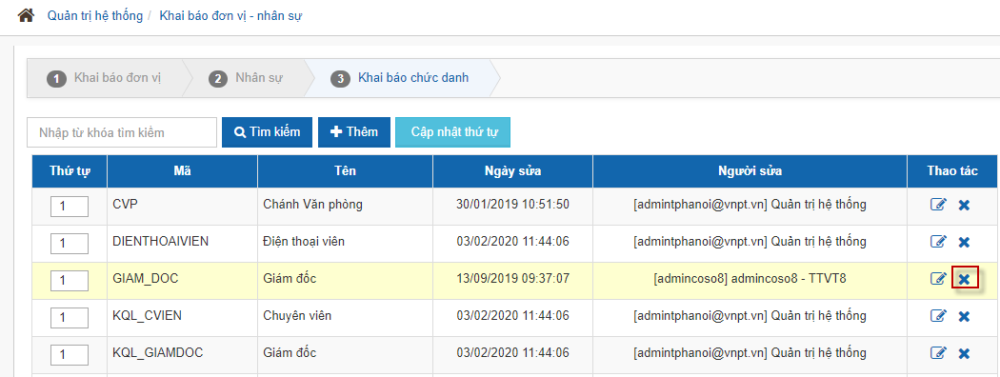 Quản trị hệ thống / Khai báo đơn vị - nhân sự
1 Khai báo đơn vị 2 Nhân sự 3 Khai báo chức danh
Nhập từ khóa tìm kiếm Tìm kiếm Thêm Cập nhật thứ tự
Thứ tự Mã Tên Ngày sửa Người sửa Thao tác
1 CVP Chánh Văn phòng 30/01/2019 10:51:50 [admintphanoi@vnpt.vn] Quản trị hệ thống
1 DIENTHOAIVIEN Điện thoại viên 03/02/2020 11:44:06 [admintphanoi@vnpt.vn] Quản trị hệ thống
1 GIAM_DOC Giám đốc 13/09/2019 09:37:07 [admincoso8] admincoso8 - TTVT8
1 KQL_CVIEN Chuyên viên 03/02/2020 11:44:06 [admintphanoi@vnpt.vn] Quản trị hệ thống
1 KQL_GIAMDOC Giám đốc 03/02/2020 11:44:06 [admintphanoi@vnpt.vn] Quản trị hệ thống